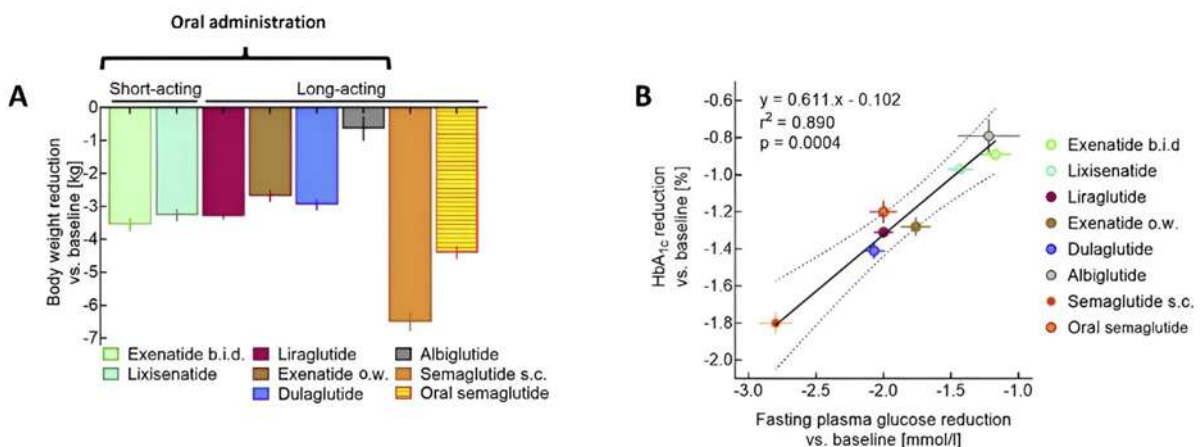 Oral administration
A
Short-acting
Long-acting
Body weight reduction
vs. baseline [kg]
0
-1
-2
-3
-4
-5
-6
-7
Exenatide b.i.d.
Lixisenatide
Liraglutide
Exenatide o.w.
Dulaglutide
Albiglutide
Semaglutide s.c.
Oral semaglutide
B
y = 0.611.x - 0.102
r2 = 0.890
p = 0.0004
HbA1c reduction
vs. baseline [%]
-0.6
-0.8
-1.0
-1.2
-1.4
-1.6
-1.8
-2.0
-3.0
-2.5
-2.0
-1.5
-1.0
Fasting plasma glucose reduction
vs. baseline [mmol/l]
Exenatide b.i.d
Lixisenatide
Liraglutide
Exenatide o.w.
Dulaglutide
Albiglutide
Semaglutide s.c.
Oral semaglutide